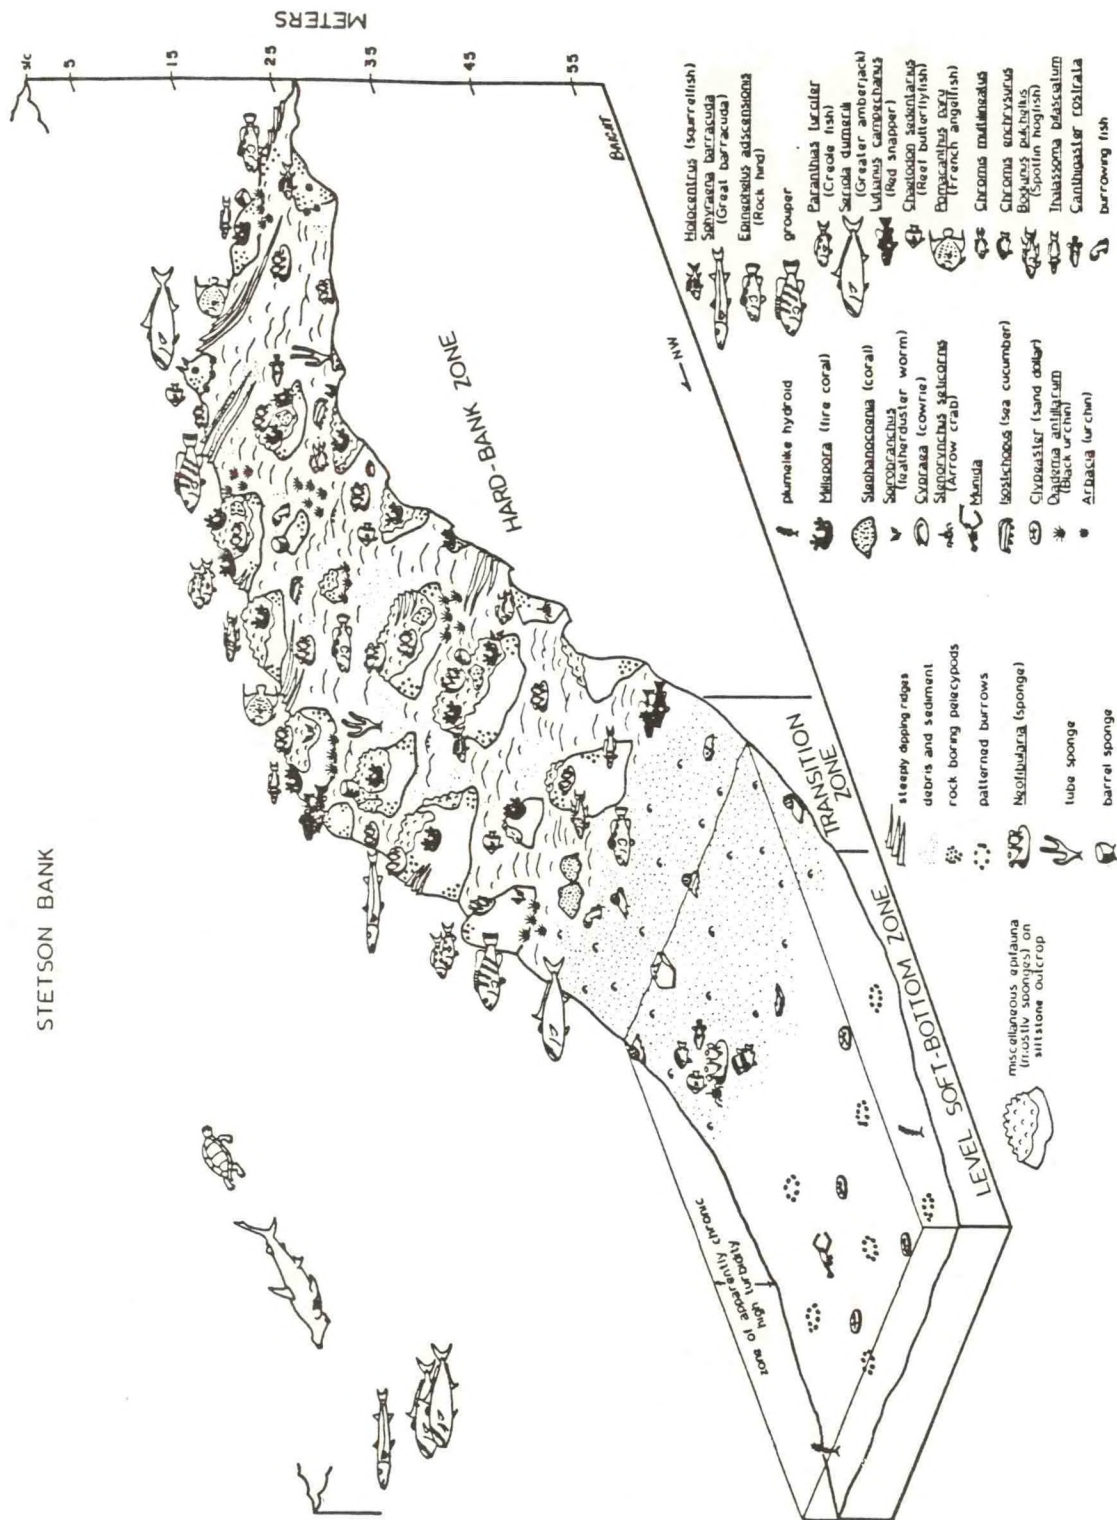 STETSON BANK
METERS
s/c
5
15
25
35
45
55
BRIGHT
NW
HARD-BANK ZONE
TRANSITION
ZONE
LEVEL SOFT-BOTTOM ZONE
zone of apparently chronic
high turbidity
miscellaneous epifauna
(mostly sponges) on
siltstone outcrop
steeply dipping ridges
debris and sediment
rock boring pelecypods
patterned burrows
Neofibularia (sponge)
tube sponge
barrel sponge
plumelike hydroid
Millepora (fire coral)
Stephanocoenia (coral)
Spirobranchus
(featherduster worm)
Cypraea (cowrie)
Stenorynchus seticornis
(Arrow crab)
Munida
Isostichopus (sea cucumber)
Clypeaster (sand dollar)
Diadema antillarum
(Black urchin)
Arbacia (urchin)
Holocentrus (squirrelfish)
Sphyraena barracuda
(Great barracuda)
Epinephelus adscensionis
(Rock hind)
grouper
Paranthias furcifer
(Creole fish)
Seriola dumerili
(Greater amberjack)
Lutjanus campechanus
(Red snapper)
Chaetodon sedentarius
(Reef butterflyfish)
Pomacanthus paru
(French angelfish)
Chromis multilineatus
Chromis enchrysurus
Bodianus pulchellus
(Spotfin hogfish)
Thalassoma bifasciatum
Canthigaster rostrata
burrowing fish